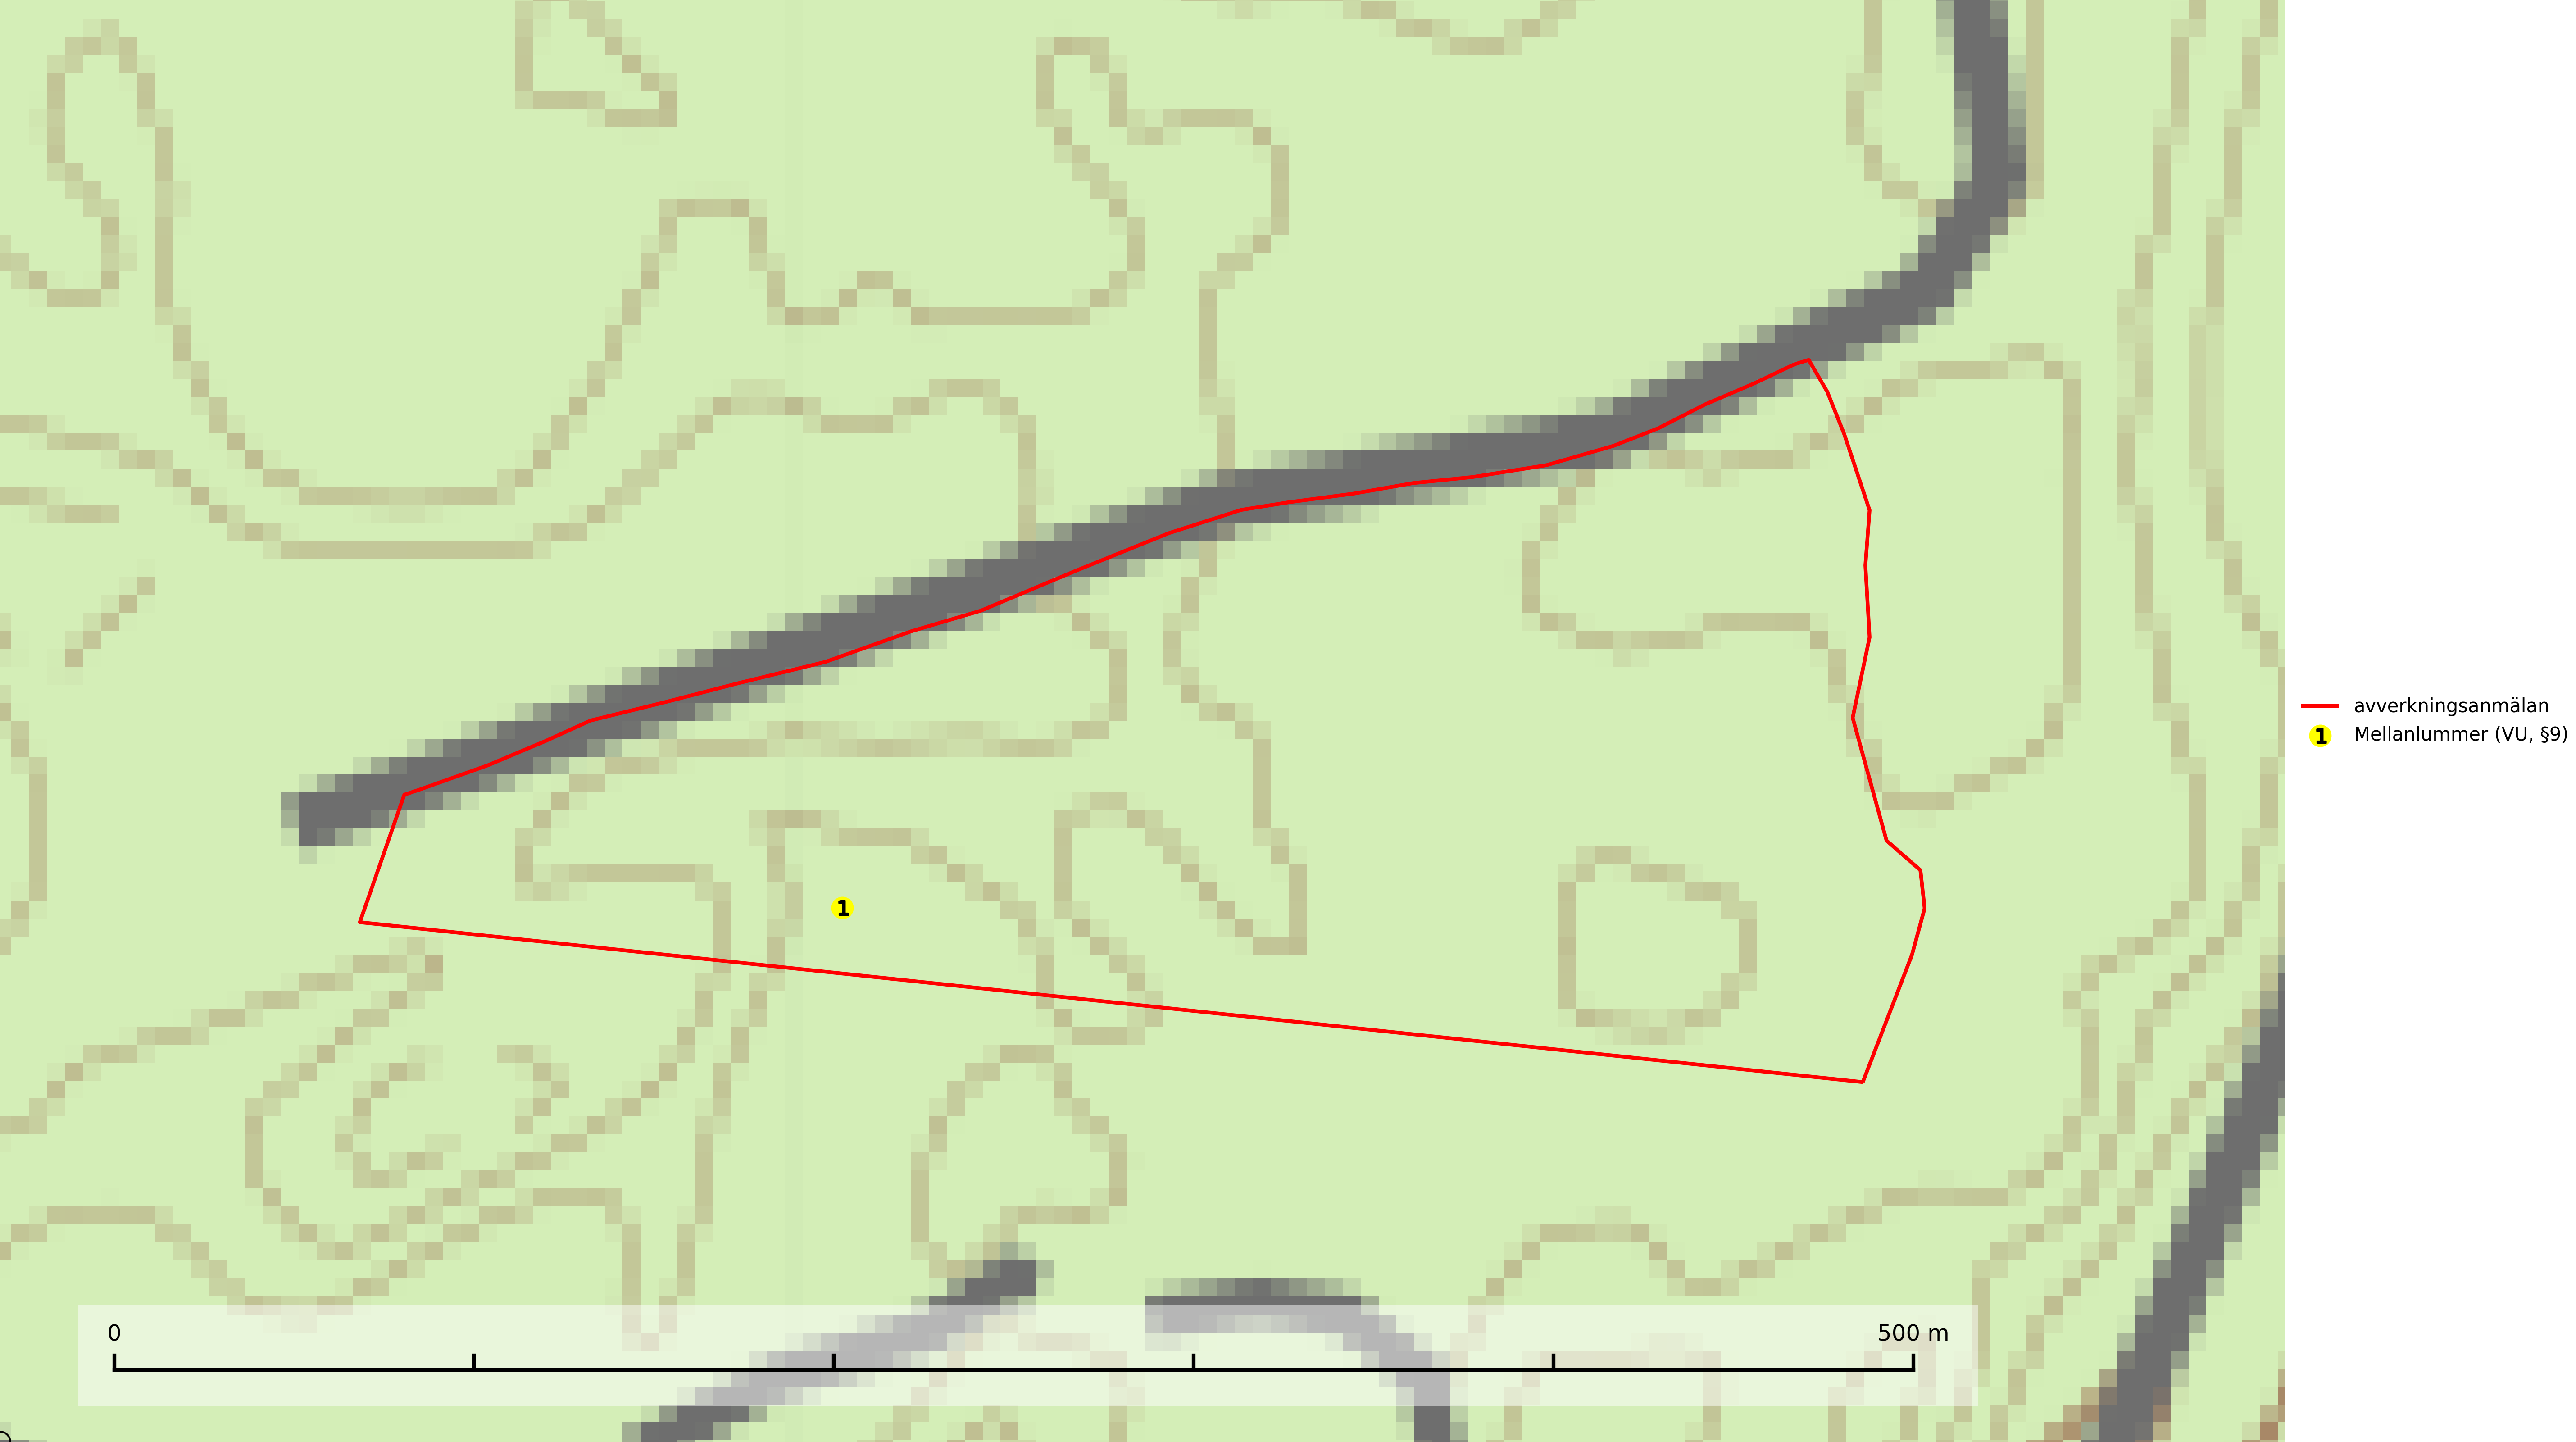 avverkningsanmälan
1 Mellanlummer (VU, §9)
1
0 500 m